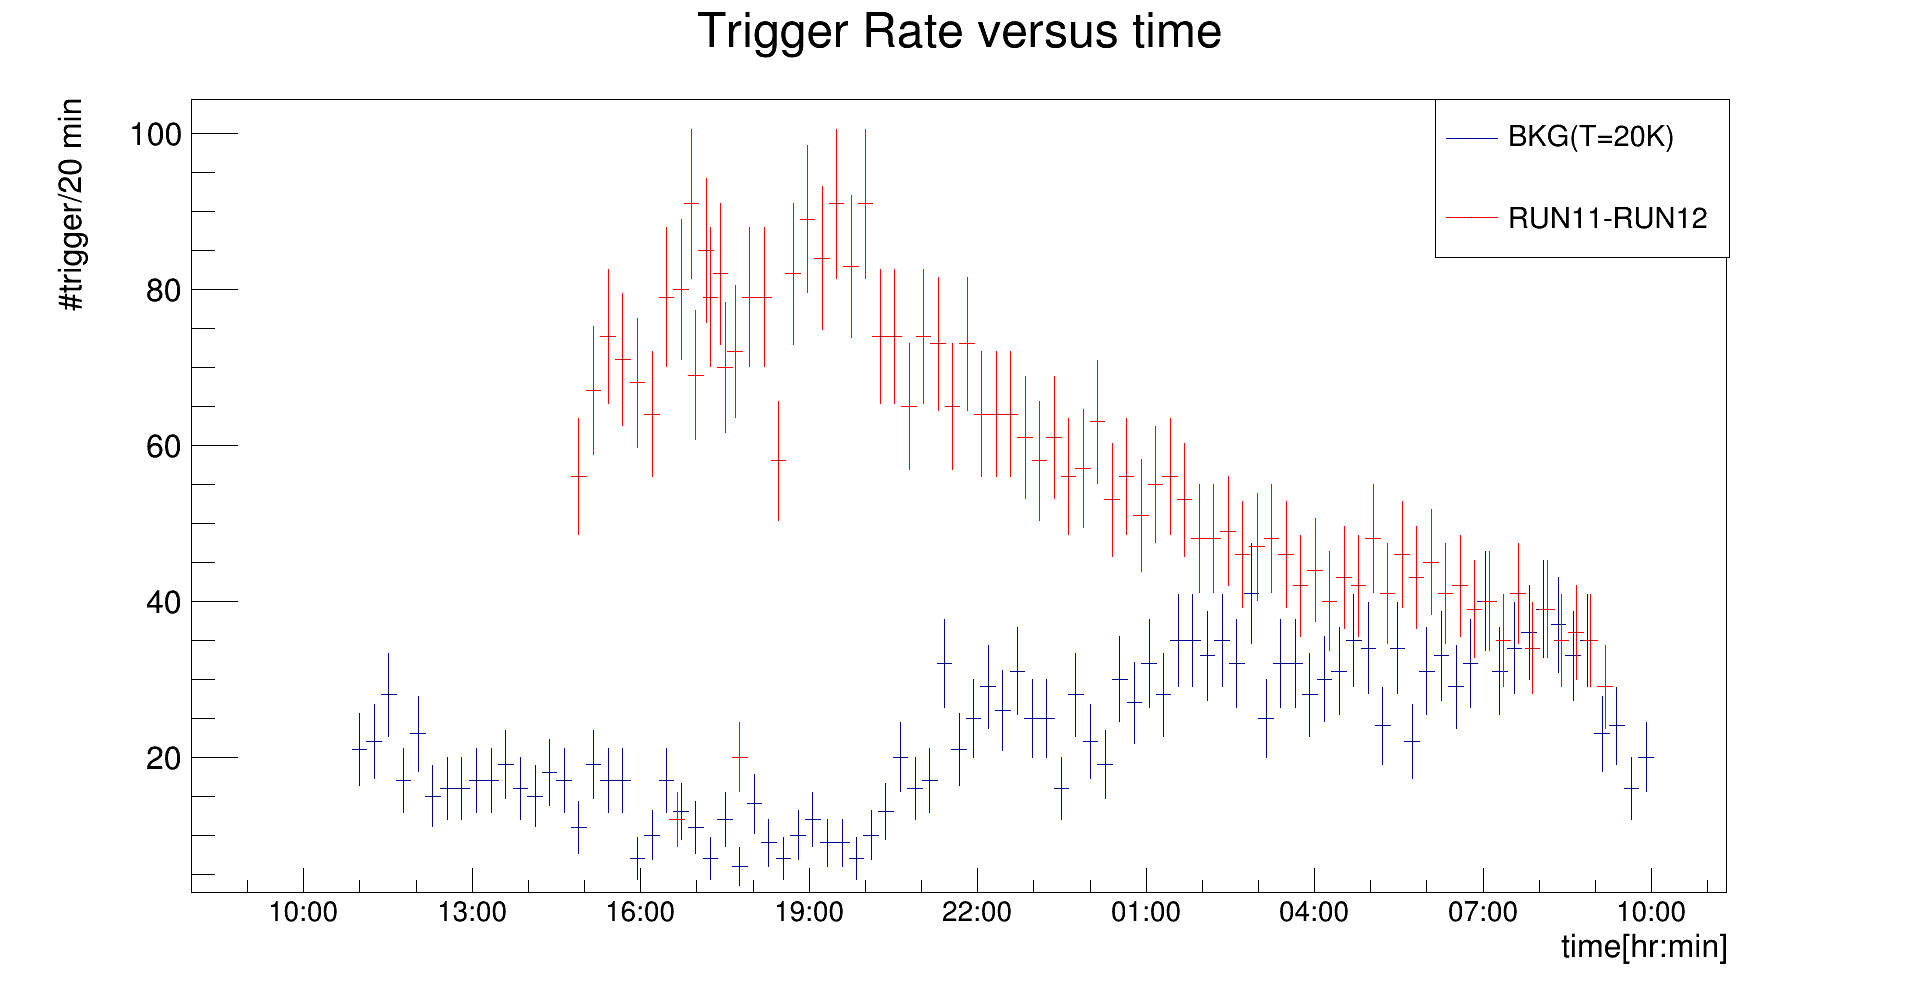 Trigger Rate versus time
#trigger/20 min
100
80
60
40
20
BKG(T=20K)
RUN11-RUN12
10:00 13:00 16:00 19:00 22:00 01:00 04:00 07:00 10:00
time[hr:min]